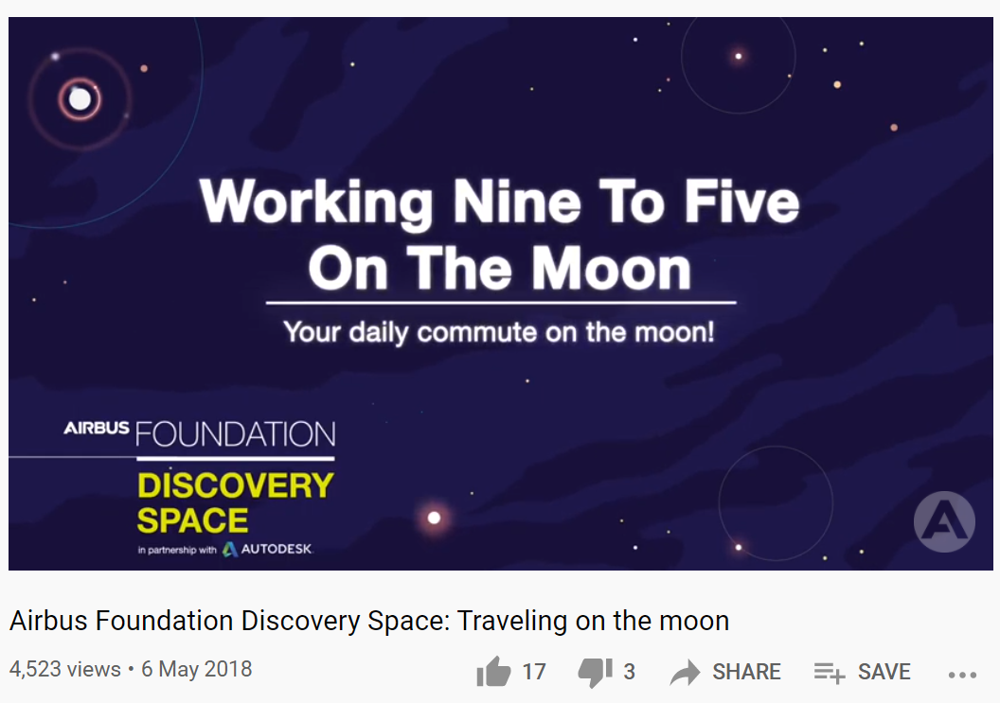 Working Nine To Five
On The Moon
Your daily commute on the moon!
AIRBUS FOUNDATION
DISCOVERY
SPACE
in partnership with AUTODESK.
A
Airbus Foundation Discovery Space: Traveling on the moon
4,523 views • 6 May 2018 17 3 SHARE SAVE ...